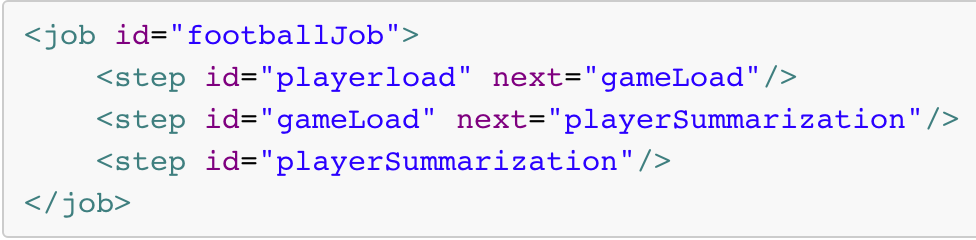 <job id="footballJob">
    <step id="playerload" next="gameLoad"/>
    <step id="gameLoad" next="playerSummarization"/>
    <step id="playerSummarization"/>
</job>